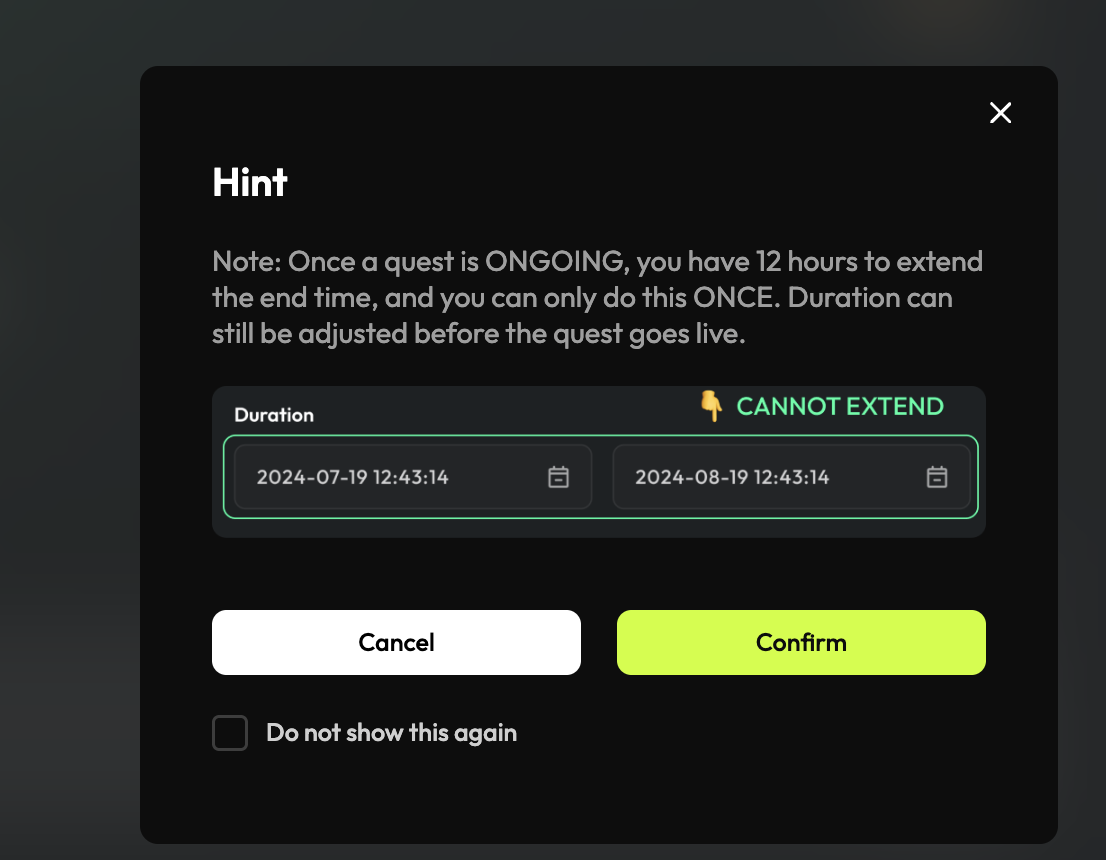 Hint
Note: Once a quest is ONGOING, you have 12 hours to extend
the end time, and you can only do this ONCE. Duration can
still be adjusted before the quest goes live.
👇 CANNOT EXTEND
Duration
2024-07-19 12:43:14 2024-08-19 12:43:14
Cancel Confirm
Do not show this again